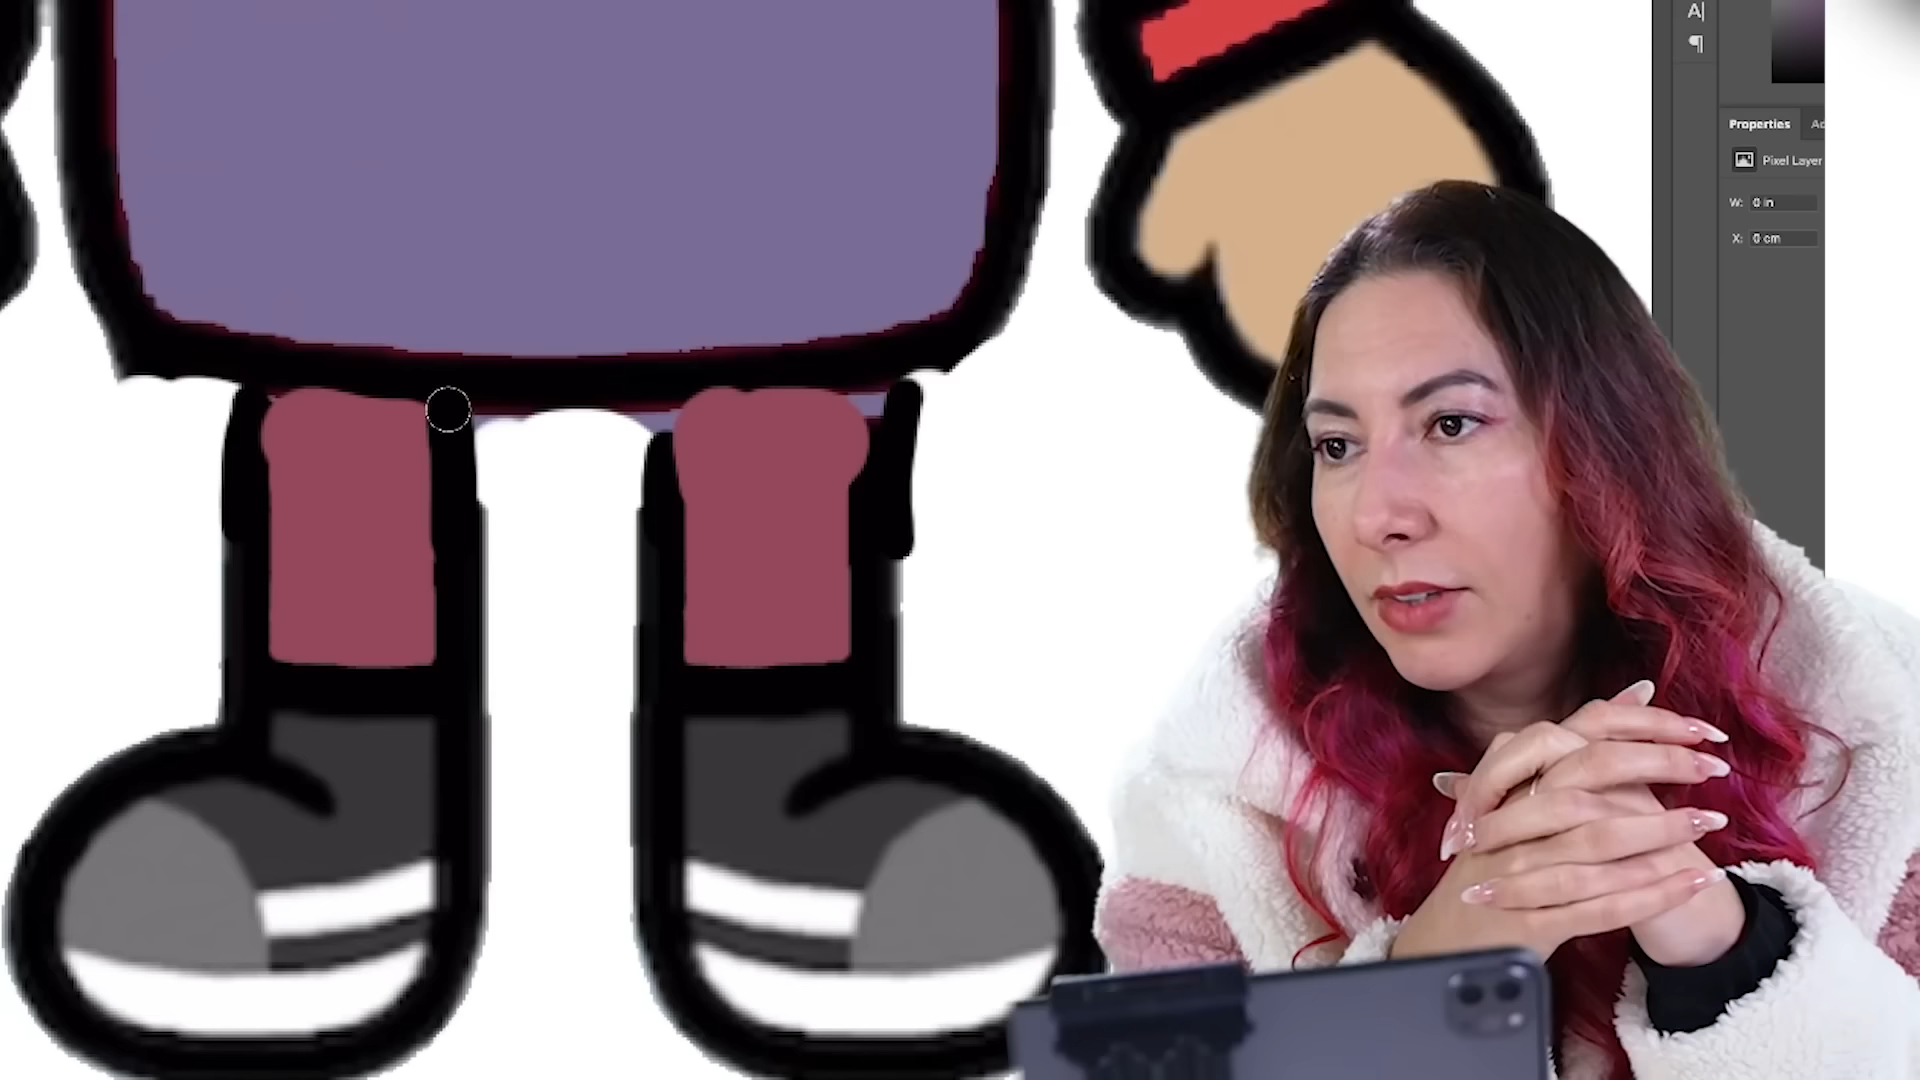 A|
Properties
Pixel Layer
W: 0 in
X: 0 cm